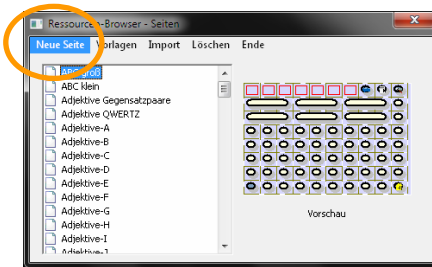 Ressourcen-Browser - Seiten
Neue Seite Vorlagen Import Löschen Ende
ABC groß
ABC klein
Adjektive Gegensatzpaare
Adjektive QWERTZ
Adjektive-A
Adjektive-B
Adjektive-C
Adjektive-D
Adjektive-E
Adjektive-F
Adjektive-G
Adjektive-H
Adjektive-I
Adjektive-J
Vorschau